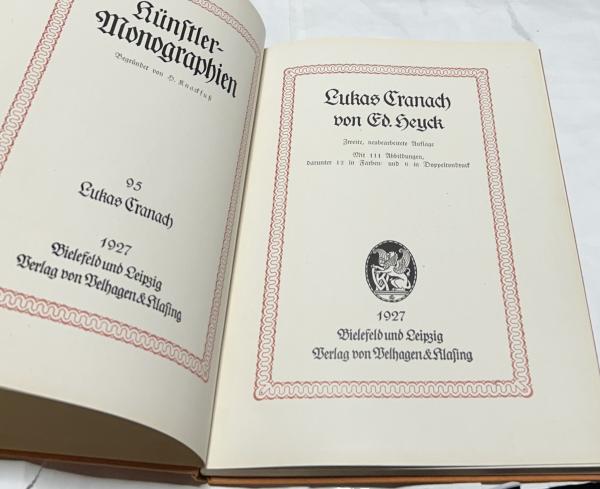 Künstler-
Monographien
Begründet von H. Knackfuß
95
Lukas Cranach
1927
Bielefeld und Leipzig
Verlag von Velhagen & Klasing
Lukas Cranach
von Ed. Heyck
Zweite, neubearbeitete Auflage
Mit 111 Abbildungen,
darunter 12 in Farben- und 6 in Doppeltondruck
1927
Bielefeld und Leipzig
Verlag von Velhagen & Klasing